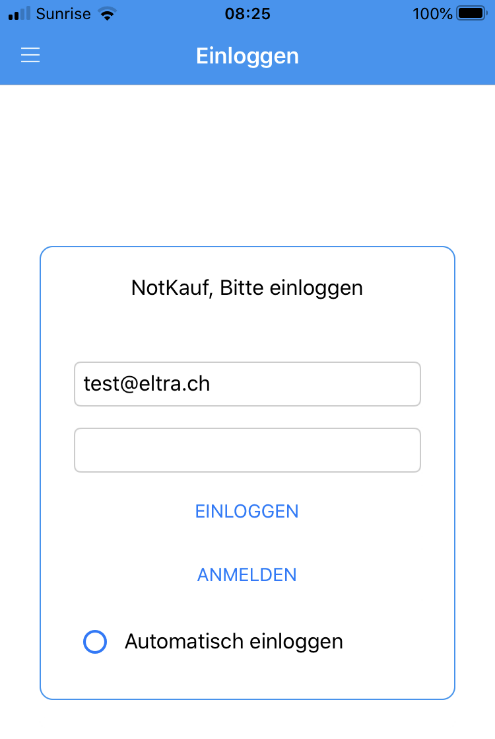 Sunrise 08:25 100%
Einloggen
NotKauf, Bitte einloggen
test@eltra.ch
EINLOGGEN
ANMELDEN
Automatisch einloggen